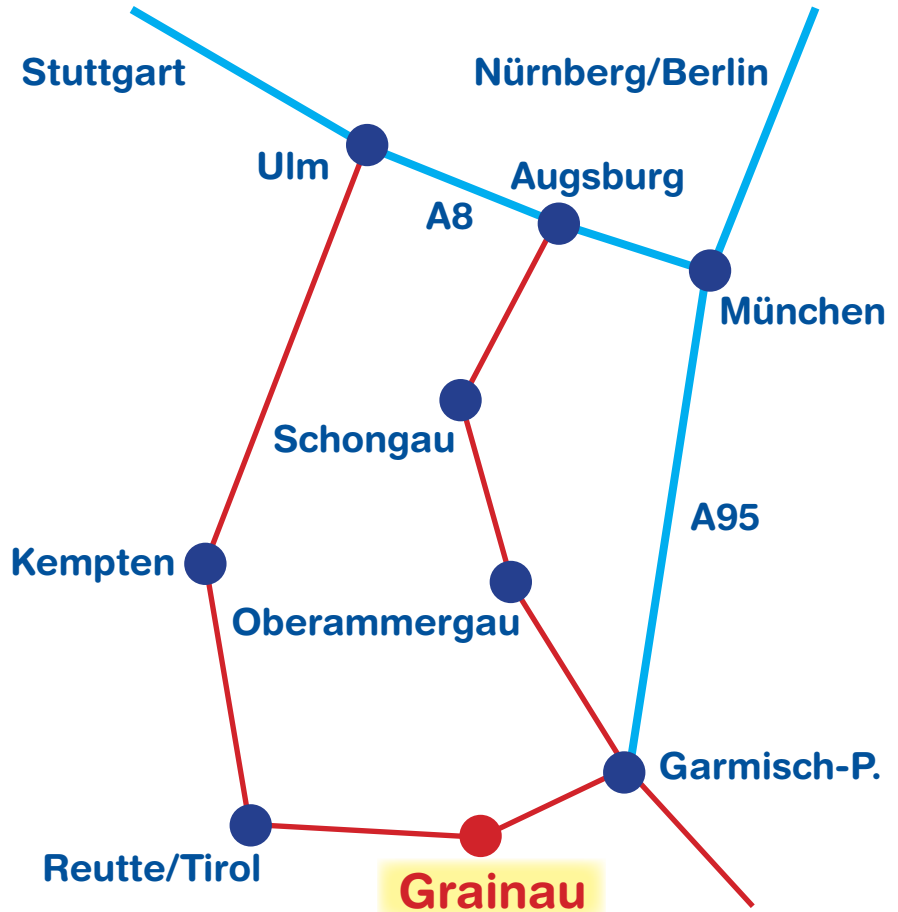 Stuttgart
Nürnberg/Berlin
Ulm
Augsburg
A8
München
Schongau
A95
Kempten
Oberammergau
Garmisch-P.
Reutte/Tirol
Grainau